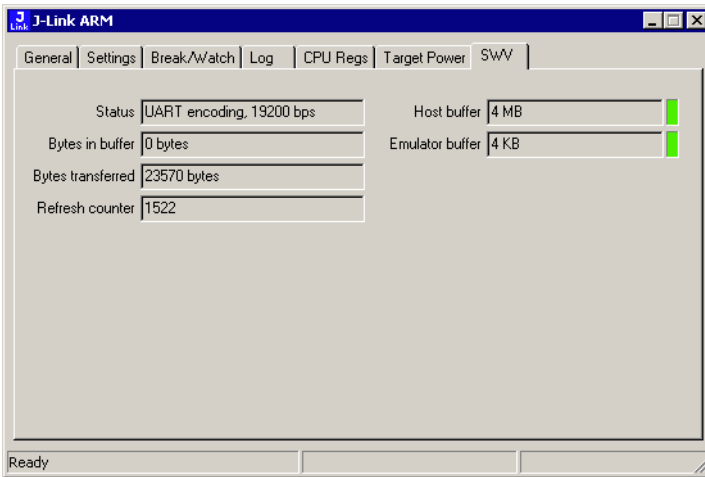 J-Link ARM
General Settings Break/Watch Log CPU Regs Target Power SWV
Status UART encoding, 19200 bps Host buffer 4 MB
Bytes in buffer 0 bytes Emulator buffer 4 KB
Bytes transferred 23570 bytes
Refresh counter 1522
Ready